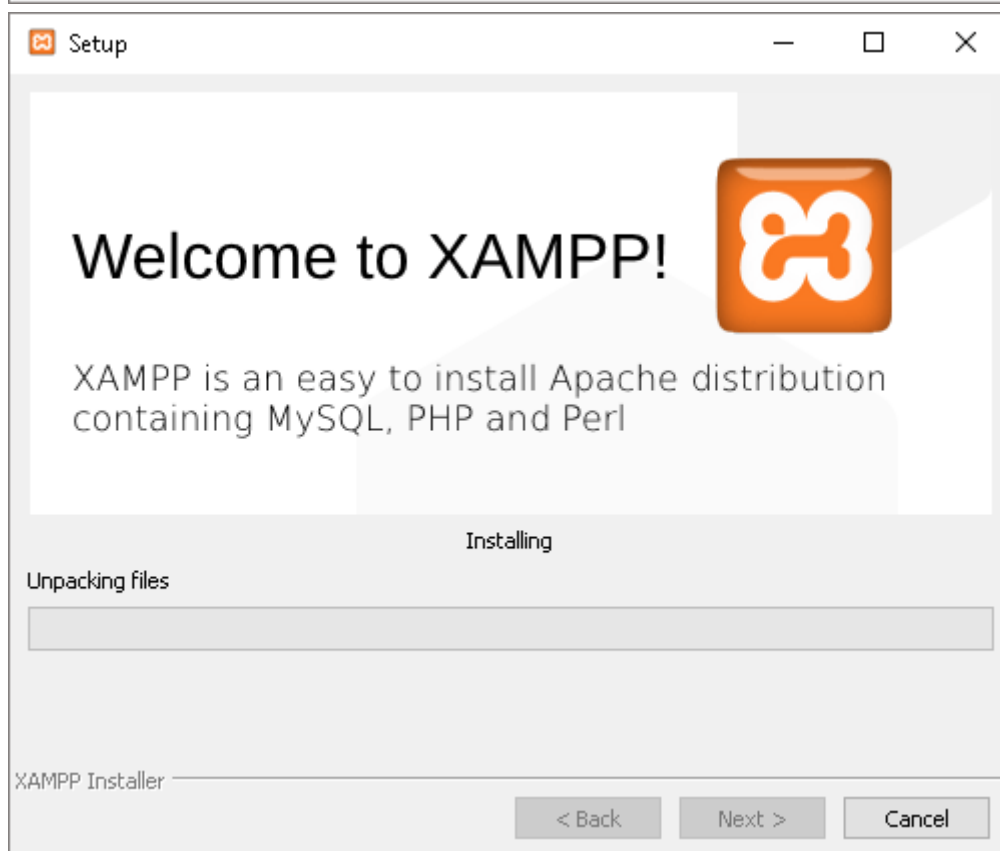 Setup
Welcome to XAMPP!
XAMPP is an easy to install Apache distribution
containing MySQL, PHP and Perl
Installing
Unpacking files
XAMPP Installer
< Back Next > Cancel